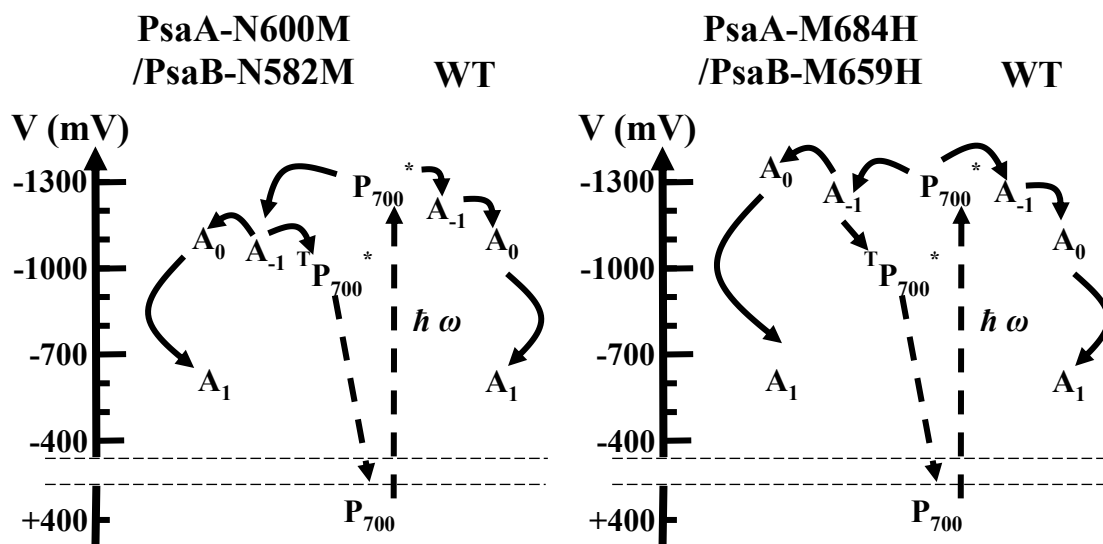 PsaA-N600M
/PsaB-N582M WT
V (mV)
-1300
-1000
-700
-400
+400
P700*
A-1
A0
A0
A-1
TP700*
ħ ω
A1
A1
P700
PsaA-M684H
/PsaB-M659H WT
V (mV)
-1300
-1000
-700
-400
+400
A0
A-1
P700*
A-1
A0
TP700*
ħ ω
A1
A1
P700